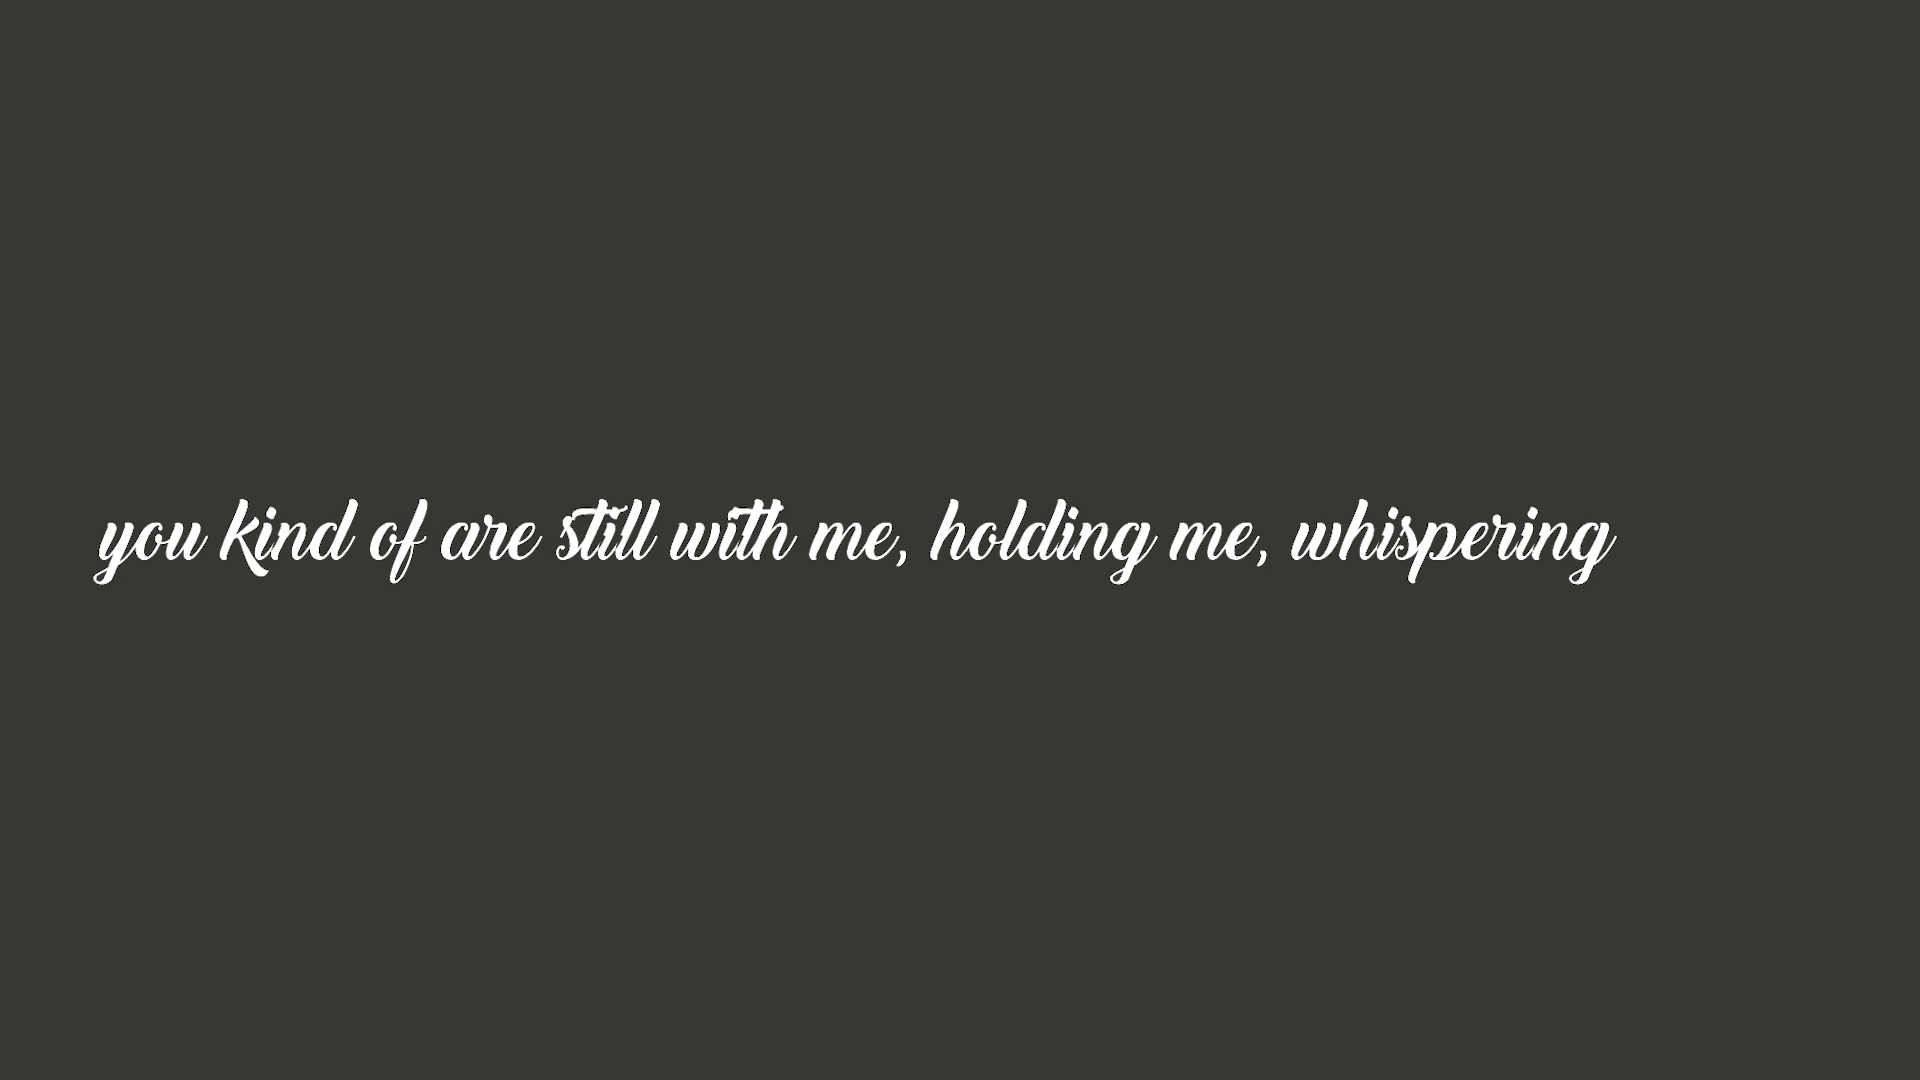 you kind of are still with me, holding me, whispering